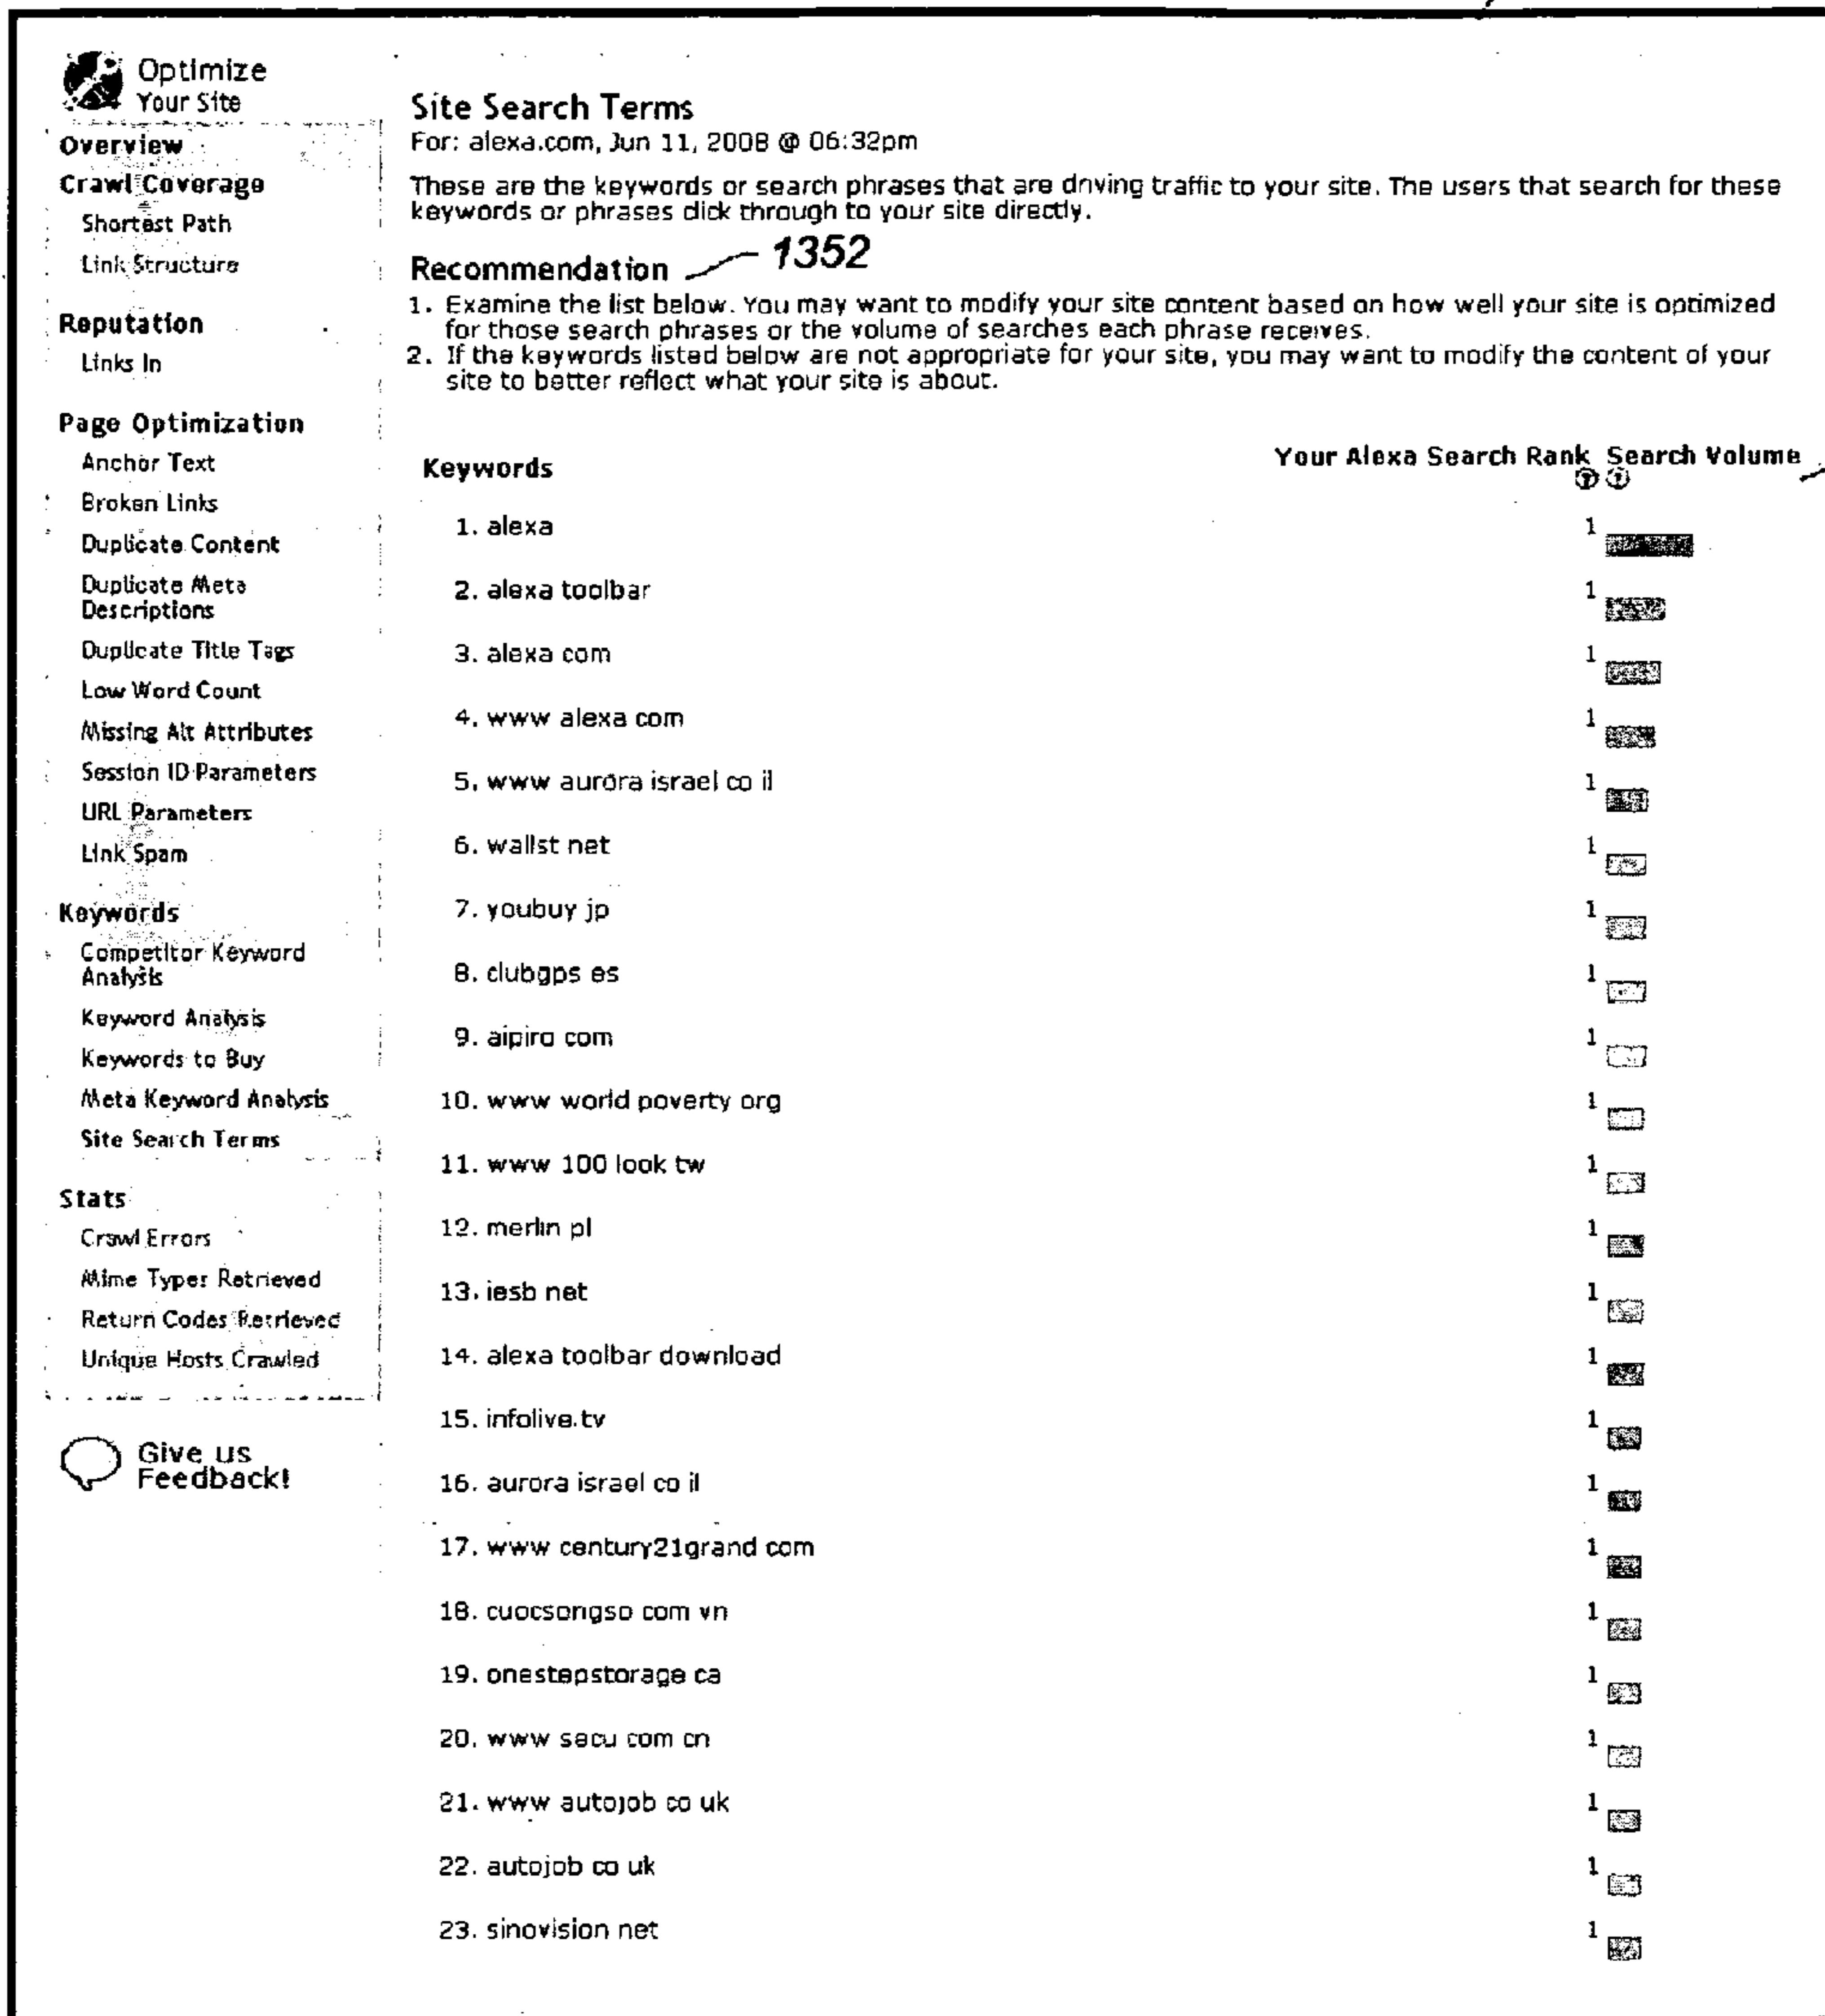 Optimize
Your Site
Overview
Crawl Coverage
Shortest Path
Link Structure
Reputation
Links In
Page Optimization
Anchor Text
Broken Links
Duplicate Content
Duplicate Meta
Descriptions
Duplicate Title Tags
Low Word Count
Missing Alt Attributes
Session ID Parameters
URL Parameters
Link Spam
Keywords
Competitor Keyword
Analysis
Keyword Analysis
Keywords to Buy
Meta Keyword Analysis
Site Search Terms
Stats
Crawl Errors
Mime Types Retrieved
Return Codes Retrieved
Unique Hosts Crawled
Give us
Feedback!
Site Search Terms
For: alexa.com, Jun 11, 2008 @ 06:32pm
These are the keywords or search phrases that are driving traffic to your site. The users that search for these
keywords or phrases click through to your site directly.
Recommendation 1352
1. Examine the list below. You may want to modify your site content based on how well your site is optimized
for those search phrases or the volume of searches each phrase receives.
2. If the keywords listed below are not appropriate for your site, you may want to modify the content of your
site to better reflect what your site is about.
Keywords Your Alexa Search Rank Search Volume
1. alexa 1
2. alexa toolbar 1
3. alexa com 1
4. www alexa com 1
5. www aurora israel co il 1
6. wallst net 1
7. youbuy jp 1
8. clubgps es 1
9. aipiro com 1
10. www world poverty org 1
11. www 100 look tw 1
12. merlin pl 1
13. iesb net 1
14. alexa toolbar download 1
15. infolive.tv 1
16. aurora israel co il 1
17. www century21grand com 1
18. cuocsongso com vn 1
19. onestepstorage ca 1
20. www sacu com cn 1
21. www autojob co uk 1
22. autojob co uk 1
23. sinovision net 1